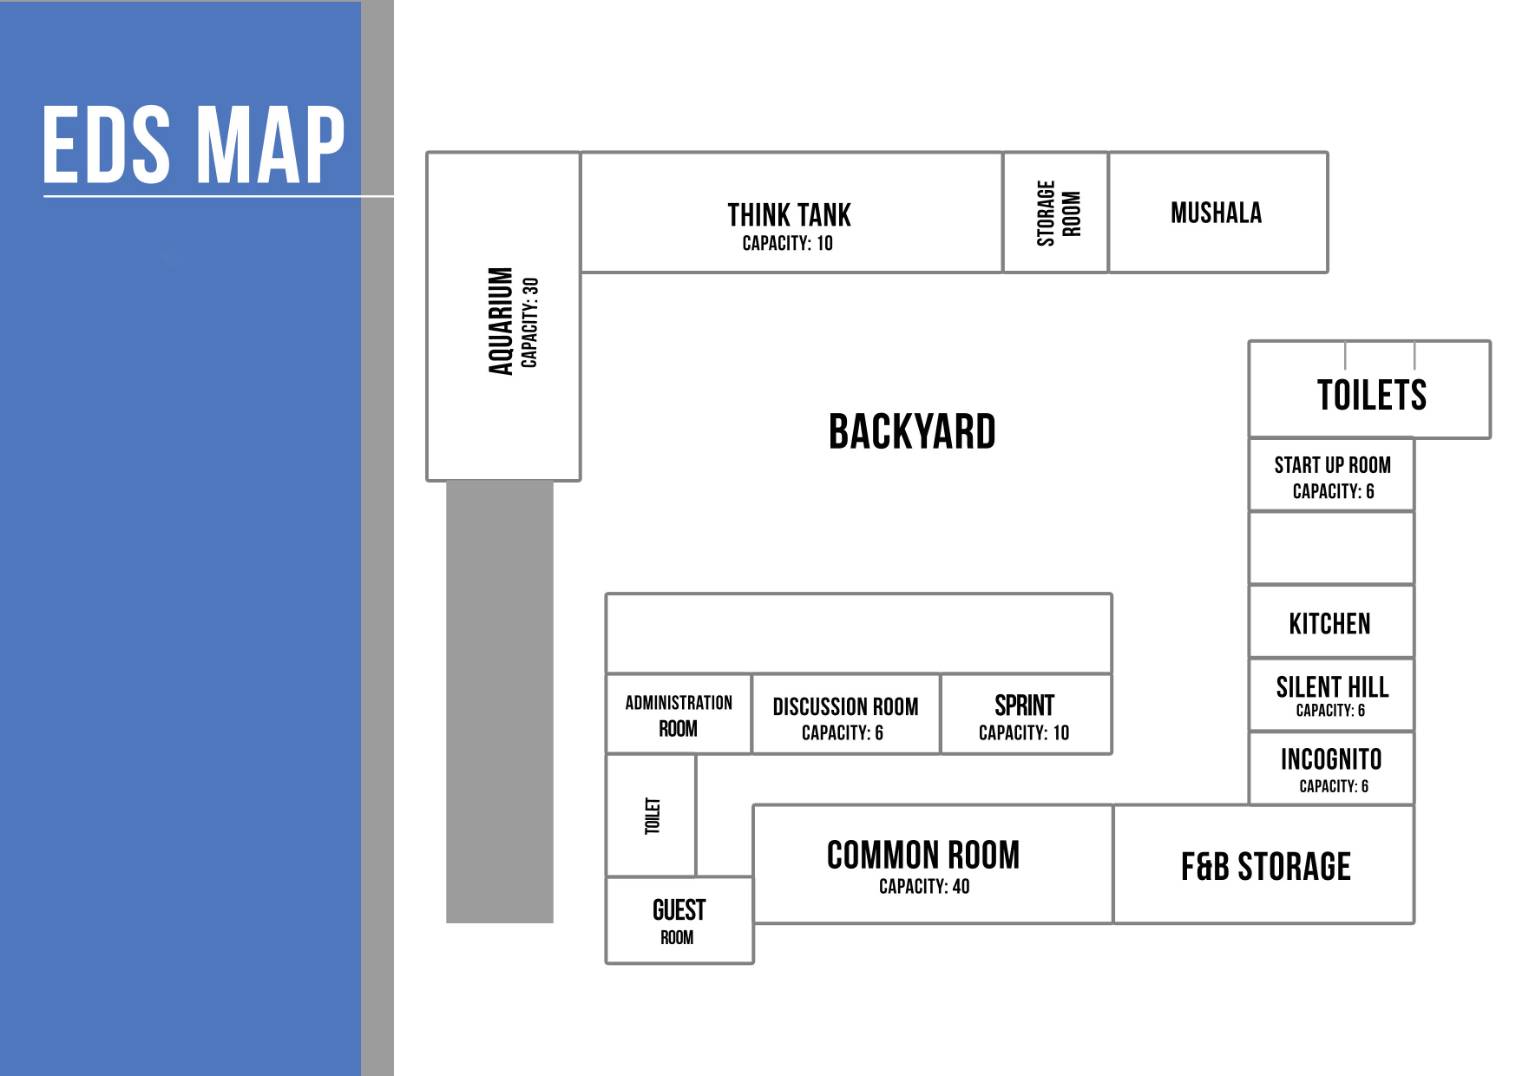 EDS MAP
AQUARIUM
CAPACITY: 30
THINK TANK
CAPACITY: 10
STORAGE
ROOM
MUSHALA
BACKYARD
TOILETS
START UP ROOM
CAPACITY: 6
KITCHEN
SILENT HILL
CAPACITY: 6
INCOGNITO
CAPACITY: 6
ADMINISTRATION
ROOM
DISCUSSION ROOM
CAPACITY: 6
SPRINT
CAPACITY: 10
TOILET
GUEST
ROOM
COMMON ROOM
CAPACITY: 40
F&B STORAGE